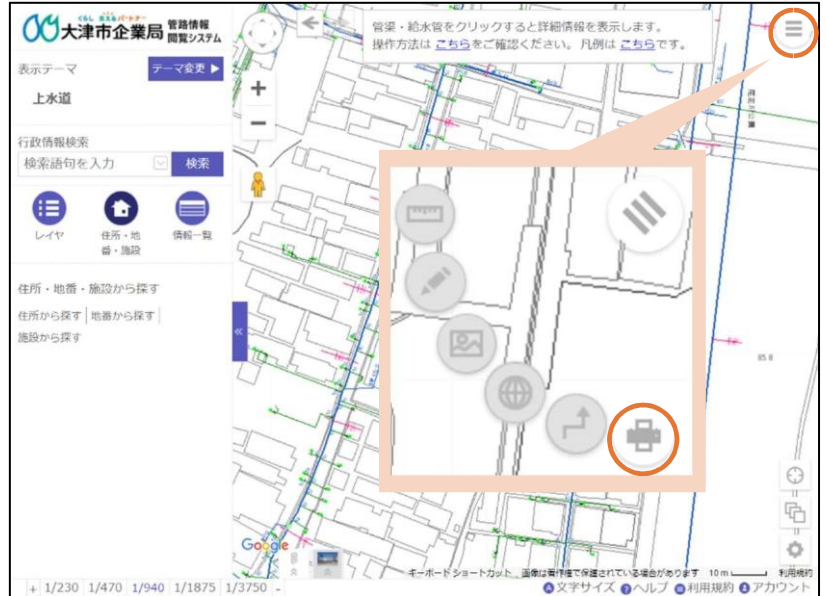 くらし 支える パートナー
大津市企業局 管路情報
閲覧システム
表示テーマ
テーマ変更 ▶
上水道
行政情報検索
検索語句を入力
検索
レイヤ
住所・地
番・施設
情報一覧
住所・地番・施設から探す
住所から探す 地番から探す
施設から探す
管渠・給水管をクリックすると詳細情報を表示します。
操作方法は こちらをご確認ください。 凡例は こちらです。
+
−
«
85.8
Google
キーボード ショートカット 画像は著作権で保護されている場合があります 10 m 利用規約
+ 1/230 1/470 1/940 1/1875 1/3750 -
文字サイズ ヘルプ 利用規約 アカウント